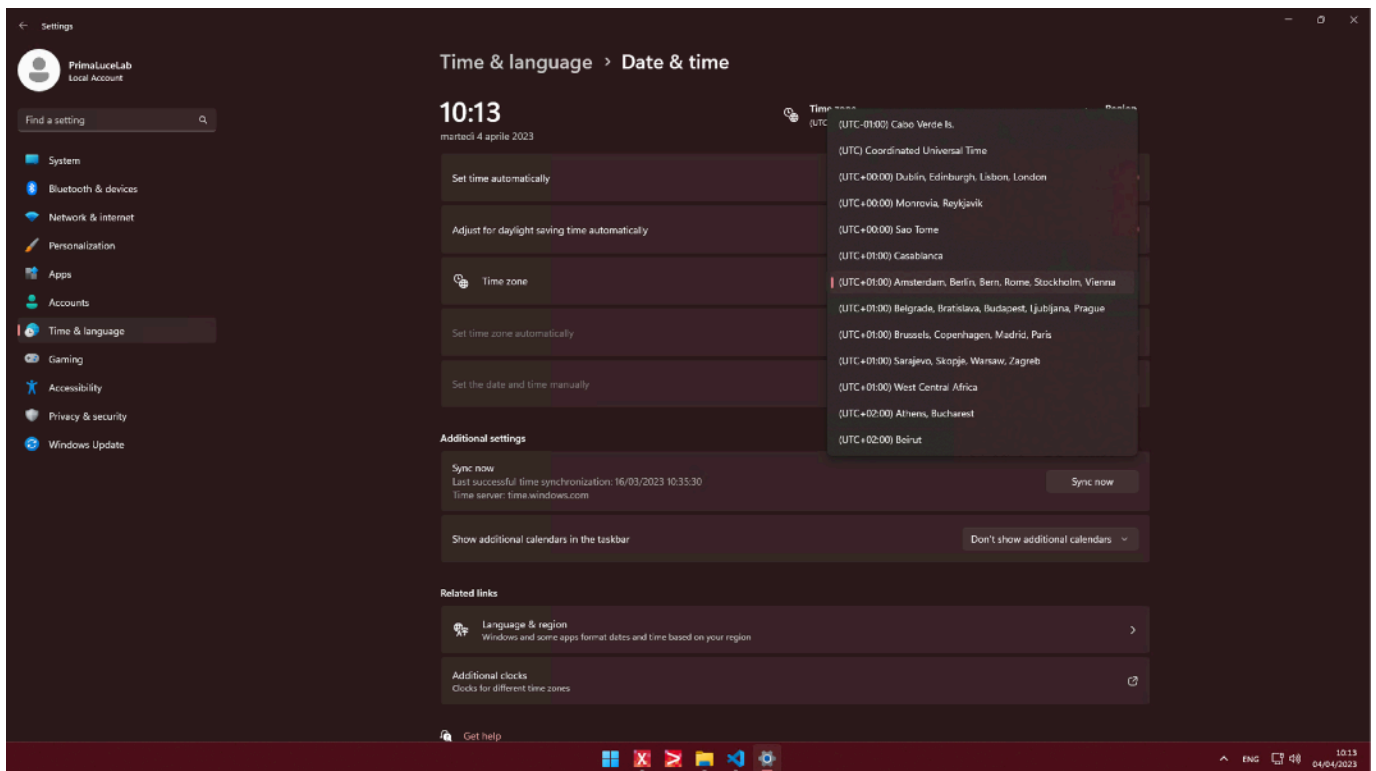 Settings
PrimaLuceLab
Local Account
Find a setting
System
Bluetooth & devices
Network & internet
Personalization
Apps
Accounts
Time & language
Gaming
Accessibility
Privacy & security
Windows Update
Time & language > Date & time
10:13
martedì 4 aprile 2023
Time zone
(UTC
Region
Set time automatically
Adjust for daylight saving time automatically
Time zone
Set time zone automatically
Set the date and time manually
(UTC-01:00) Cabo Verde Is.
(UTC) Coordinated Universal Time
(UTC+00:00) Dublin, Edinburgh, Lisbon, London
(UTC+00:00) Monrovia, Reykjavik
(UTC+00:00) Sao Tome
(UTC+01:00) Casablanca
(UTC+01:00) Amsterdam, Berlin, Bern, Rome, Stockholm, Vienna
(UTC+01:00) Belgrade, Bratislava, Budapest, Ljubljana, Prague
(UTC+01:00) Brussels, Copenhagen, Madrid, Paris
(UTC+01:00) Sarajevo, Skopje, Warsaw, Zagreb
(UTC+01:00) West Central Africa
(UTC+02:00) Athens, Bucharest
(UTC+02:00) Beirut
Additional settings
Sync now
Last successful time synchronization: 16/03/2023 10:35:30
Time server: time.windows.com
Sync now
Show additional calendars in the taskbar
Don't show additional calendars
Related links
Language & region
Windows and some apps format dates and time based on your region
Additional clocks
Clocks for different time zones
Get help
ENG
10:13
04/04/2023